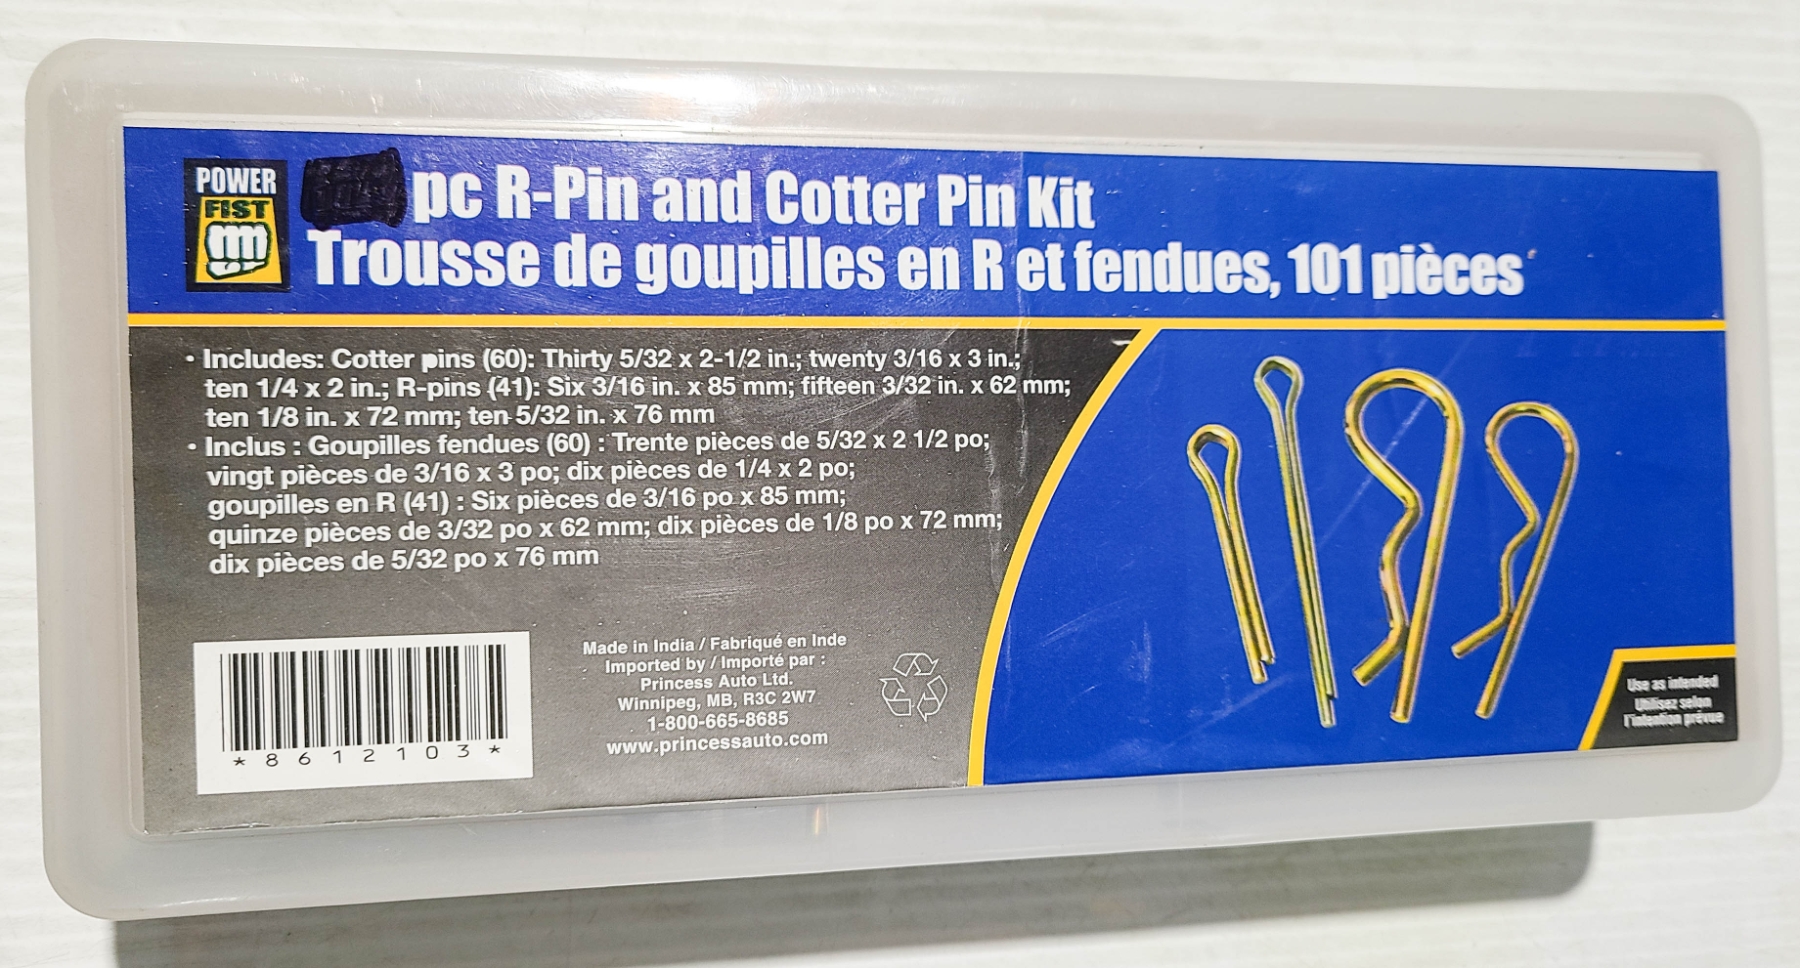 POWER
FIST
pc R-Pin and Cotter Pin Kit
Trousse de goupilles en R et fendues, 101 pièces
• Includes: Cotter pins (60): Thirty 5/32 x 2-1/2 in.; twenty 3/16 x 3 in.;
ten 1/4 x 2 in.; R-pins (41): Six 3/16 in. x 85 mm; fifteen 3/32 in. x 62 mm;
ten 1/8 in. x 72 mm; ten 5/32 in. x 76 mm
• Inclus : Goupilles fendues (60) : Trente pièces de 5/32 x 2 1/2 po;
vingt pièces de 3/16 x 3 po; dix pièces de 1/4 x 2 po;
goupilles en R (41) : Six pièces de 3/16 po x 85 mm;
quinze pièces de 3/32 po x 62 mm; dix pièces de 1/8 po x 72 mm;
dix pièces de 5/32 po x 76 mm
*8612103*
Made in India / Fabriqué en Inde
Imported by / Importé par :
Princess Auto Ltd.
Winnipeg, MB, R3C 2W7
1-800-665-8685
www.princessauto.com
Use as intended
Utilisez selon
l'intention prévue